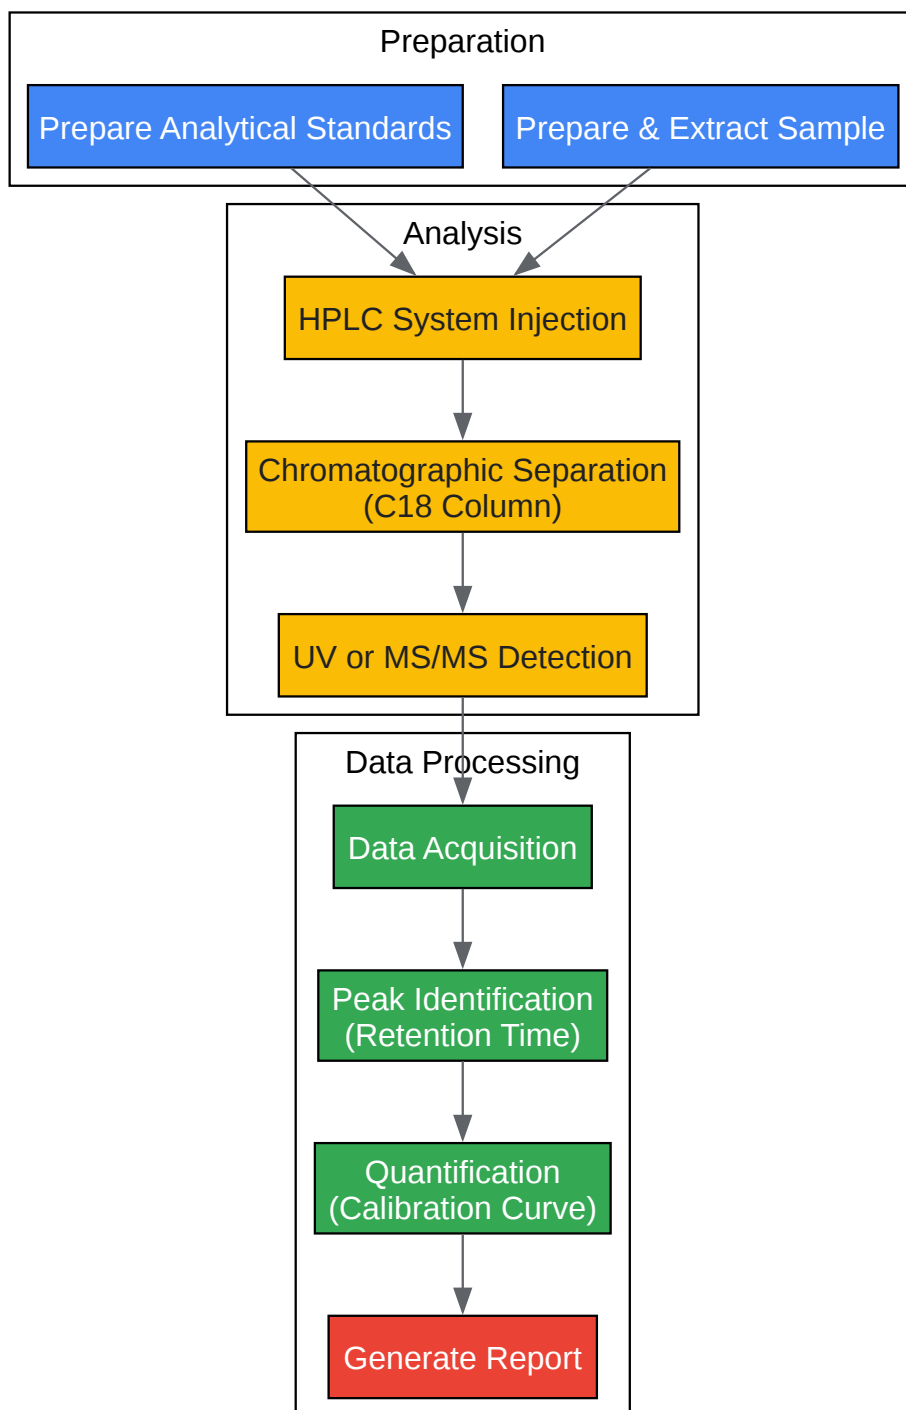 Preparation
Prepare Analytical Standards
Prepare & Extract Sample
Analysis
HPLC System Injection
Chromatographic Separation
(C18 Column)
UV or MS/MS Detection
Data Processing
Data Acquisition
Peak Identification
(Retention Time)
Quantification
(Calibration Curve)
Generate Report